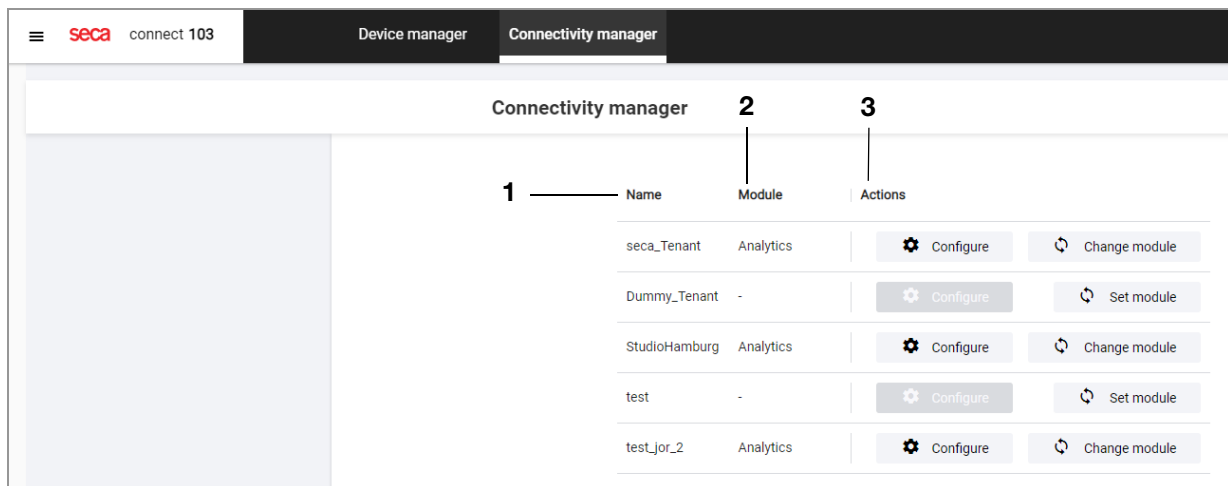 seca connect 103 Device manager Connectivity manager
Connectivity manager 2 3
1 Name Module Actions
seca_Tenant Analytics Configure Change module
Dummy_Tenant - Configure Set module
StudioHamburg Analytics Configure Change module
test - Configure Set module
test_jor_2 Analytics Configure Change module